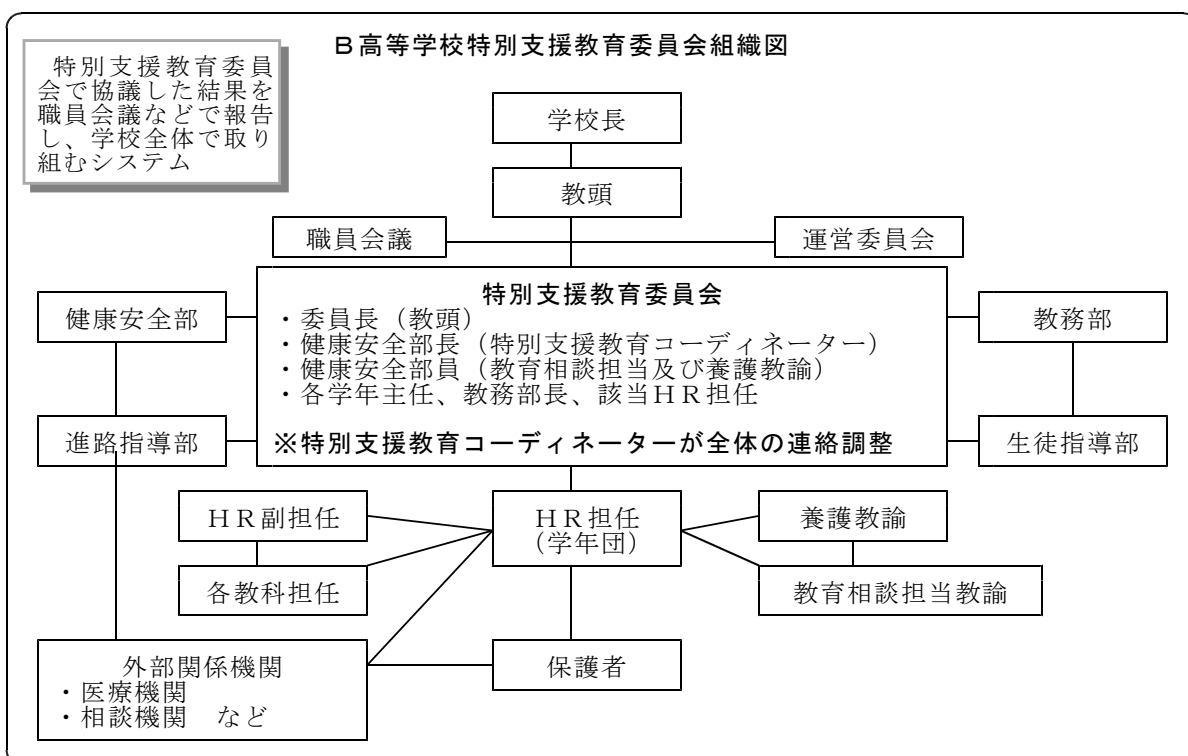 B高等学校特別支援教育委員会組織図
特別支援教育委員
会で協議した結果を
職員会議などで報告
し、学校全体で取り
組むシステム
学校長
教頭
職員会議
運営委員会
特別支援教育委員会
・委員長（教頭）
・健康安全部長（特別支援教育コーディネーター）
・健康安全部員（教育相談担当及び養護教諭）
・各学年主任、教務部長、該当ＨＲ担任
※特別支援教育コーディネーターが全体の連絡調整
健康安全部
教務部
進路指導部
生徒指導部
ＨＲ副担任
ＨＲ担任
（学年団）
養護教諭
各教科担任
教育相談担当教諭
外部関係機関
・医療機関
・相談機関　など
保護者